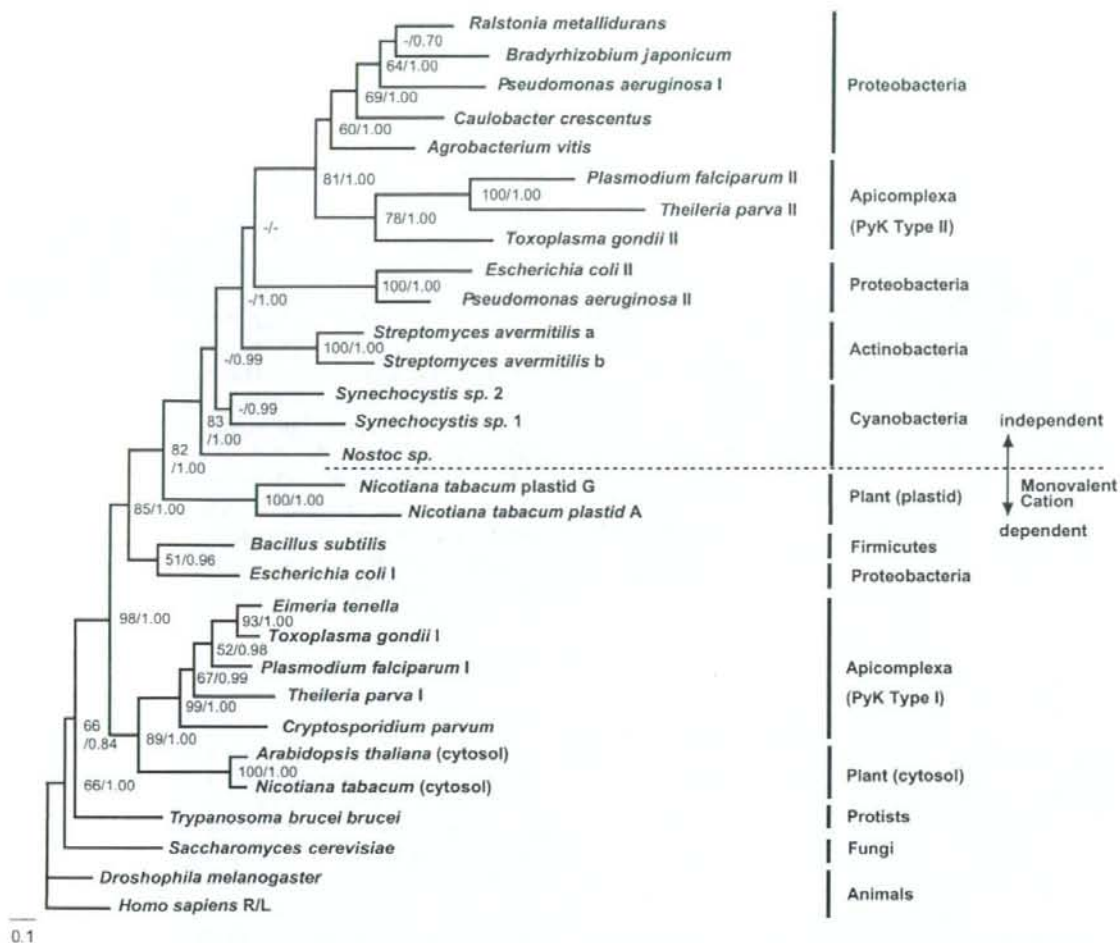 Ralstonia metallidurans
-/0.70
Bradyrhizobium japonicum
64/1.00
Pseudomonas aeruginosa I
Proteobacteria
69/1.00
Caulobacter crescentus
60/1.00
Agrobacterium vitis
81/1.00
Plasmodium falciparum II
100/1.00
Apicomplexa
(PyK Type II)
Theileria parva II
78/1.00
Toxoplasma gondii II
-/-
Escherichia coli II
100/1.00
Proteobacteria
-/1.00
Pseudomonas aeruginosa II
Streptomyces avermitilis a
100/1.00
Actinobacteria
-/0.99
Streptomyces avermitilis b
Synechocystis sp. 2
-/0.99
Cyanobacteria
independent
83
/1.00
Synechocystis sp. 1
82
/1.00
Nostoc sp.
Nicotiana tabacum plastid G
Monovalent
Cation
100/1.00
Plant (plastid)
85/1.00
Nicotiana tabacum plastid A
dependent
Bacillus subtilis
Firmicutes
51/0.96
Escherichia coli I
Proteobacteria
Eimeria tenella
98/1.00
93/1.00
Toxoplasma gondii I
52/0.98
Plasmodium falciparum I
Apicomplexa
(PyK Type I)
67/0.99
Theileria parva I
99/1.00
Cryptosporidium parvum
66
/0.84
89/1.00
Arabidopsis thaliana (cytosol)
100/1.00
Plant (cytosol)
66/1.00
Nicotiana tabacum (cytosol)
Trypanosoma brucei brucei
Protists
Saccharomyces cerevisiae
Fungi
Droshophila melanogaster
Animals
Homo sapiens R/L
0.1